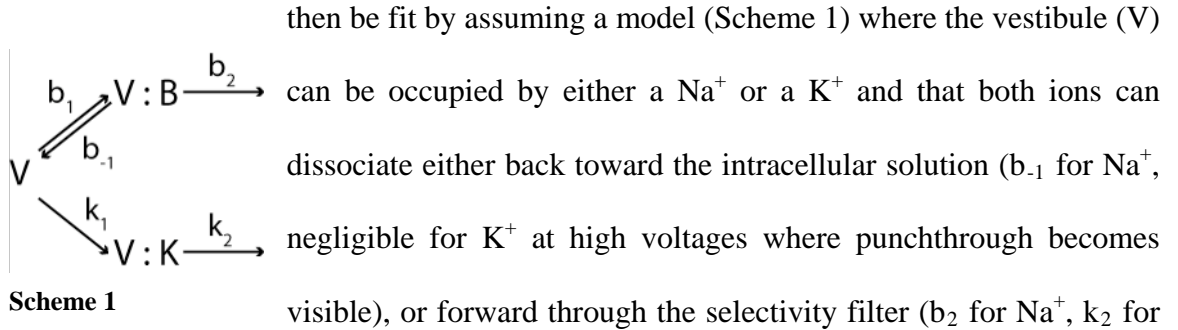 then be fit by assuming a model (Scheme 1) where the vestibule (V)
can be occupied by either a Na⁺ or a K⁺ and that both ions can
dissociate either back toward the intracellular solution (b₋₁ for Na⁺,
negligible for K⁺ at high voltages where punchthrough becomes
visible), or forward through the selectivity filter (b₂ for Na⁺, k₂ for
b₁ V : B b₂
b₋₁
V
k₁ V : K k₂
Scheme 1